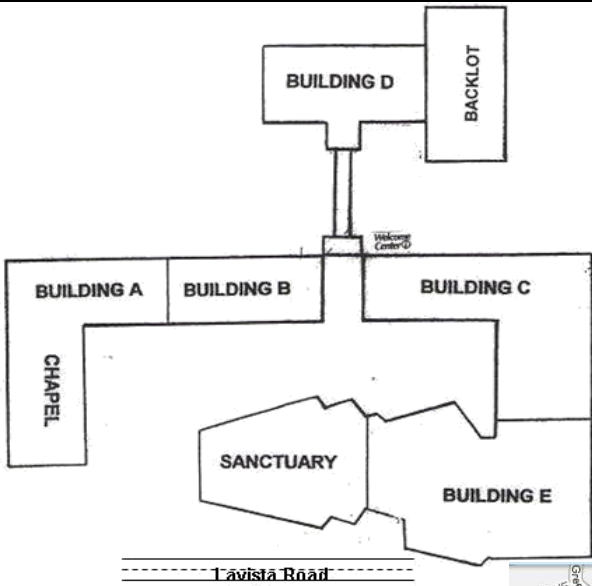 BUILDING D
BACKLOT
Welcome
Center
BUILDING A
BUILDING B
BUILDING C
CHAPEL
SANCTUARY
BUILDING E
Lavista Road